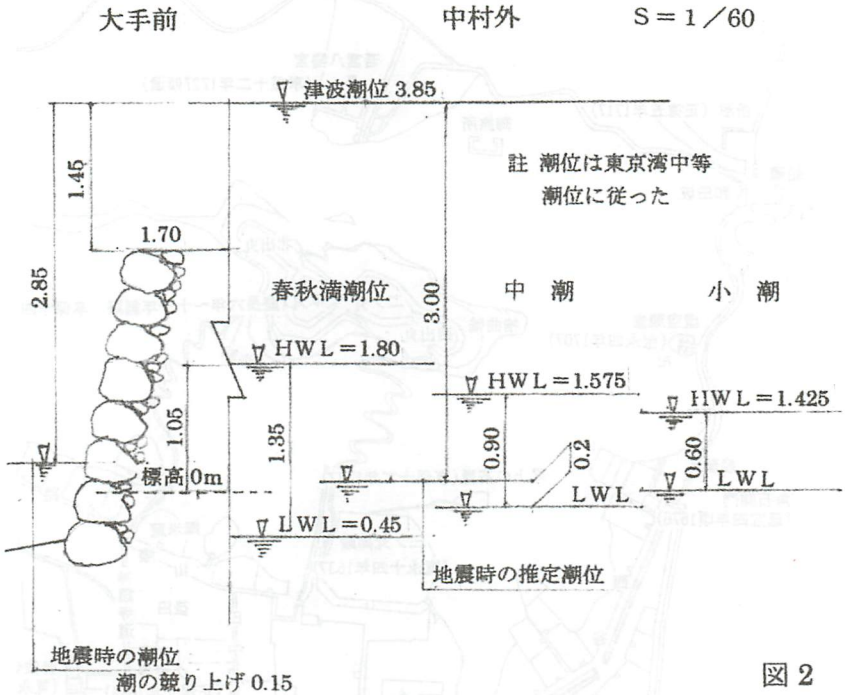 大手前
中村外
S=1/60
津波潮位 3.85
1.45
註 潮位は東京湾中等
潮位に従った
1.70
2.85
春秋満潮位
3.00
中 潮
小 潮
HWL=1.80
HWL=1.575
HWL=1.425
1.05
1.35
0.90
0.2
0.60
標高0m
LWL
LWL
LWL=0.45
地震時の推定潮位
地震時の潮位
潮の競り上げ 0.15
図 2